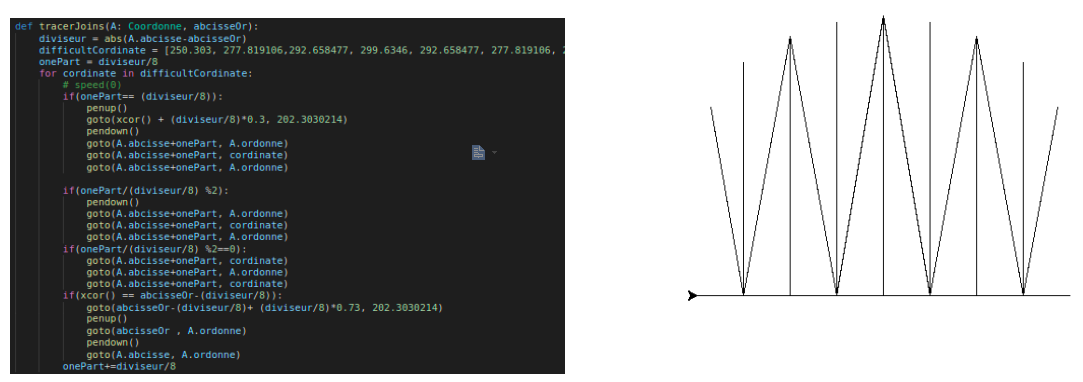 def tracerJoins(A: Coordonne, abcisseOr):
diviseur = abs(A.abcisse-abcisseOr)
difficultCordinate = [250.303, 277.819106,292.658477, 299.6346, 292.658477, 277.819106,
onePart = diviseur/8
for cordinate in difficultCordinate:
# speed(0)
if(onePart== (diviseur/8)):
penup()
goto(xcor() + (diviseur/8)*0.3, 202.3030214)
pendown()
goto(A.abcisse+onePart, A.ordonne)
goto(A.abcisse+onePart, cordinate)
goto(A.abcisse+onePart, A.ordonne)
if(onePart/(diviseur/8) %2):
pendown()
goto(A.abcisse+onePart, A.ordonne)
goto(A.abcisse+onePart, cordinate)
goto(A.abcisse+onePart, A.ordonne)
if(onePart/(diviseur/8) %2==0):
goto(A.abcisse+onePart, cordinate)
goto(A.abcisse+onePart, A.ordonne)
goto(A.abcisse+onePart, cordinate)
if(xcor() == abcisseOr-(diviseur/8)):
goto(abcisseOr-(diviseur/8)+ (diviseur/8)*0.73, 202.3030214)
penup()
goto(abcisseOr , A.ordonne)
pendown()
goto(A.abcisse, A.ordonne)
onePart+=diviseur/8